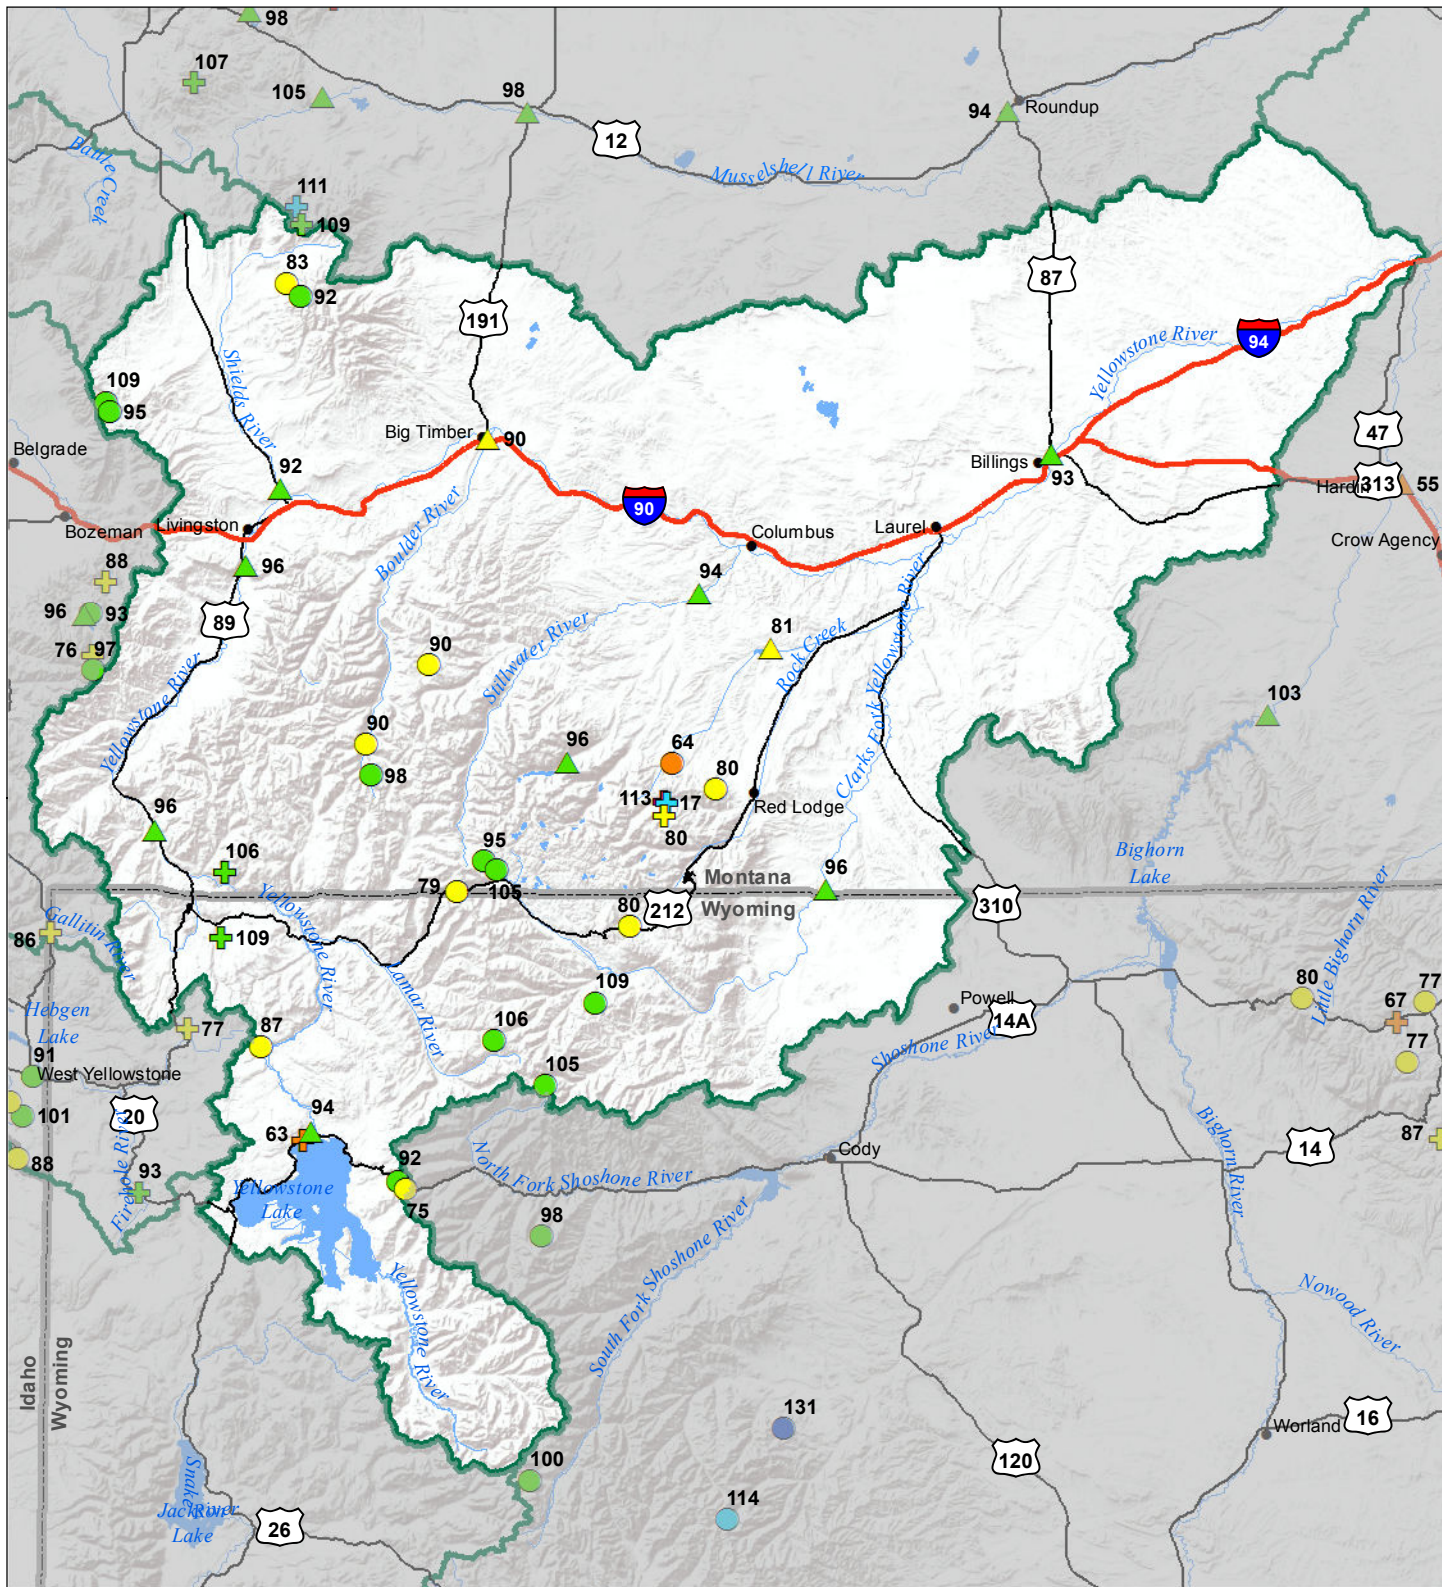 98
107
105
98
94
Roundup
12
Battle Creek
Musselshell River
111
109
83
92
191
87
94
Yellowstone River
Shields River
109
95
Belgrade
Big Timber
90
Billings
93
47
313
Hardin
55
92
90
Livingston
Bozeman
Boulder River
Columbus
Laurel
Crow Agency
88
96
94
96
93
89
76
97
90
Stillwater River
81
Rock Creek
Clarks Fork Yellowstone River
Yellowstone River
103
90
98
96
64
80
113
17
80
Red Lodge
96
106
95
105
79
Montana
Wyoming
96
212
80
310
Bighorn
Lake
Gallitin River
86
109
Yellowstone River
Lamar River
109
106
105
Hebgen
Lake
77
87
91
West Yellowstone
101
20
88
93
Firehole River
Powell
14A
Shoshone River
Little Bighorn River
80
77
67
77
87
14
94
63
92
75
Yellowstone
Lake
North Fork Shoshone River
Cody
98
South Fork Shoshone River
Bighorn River
Nowood River
Yellowstone River
Idaho
Wyoming
131
100
114
120
Worland
16
Snake River
Jackson
Lake
26